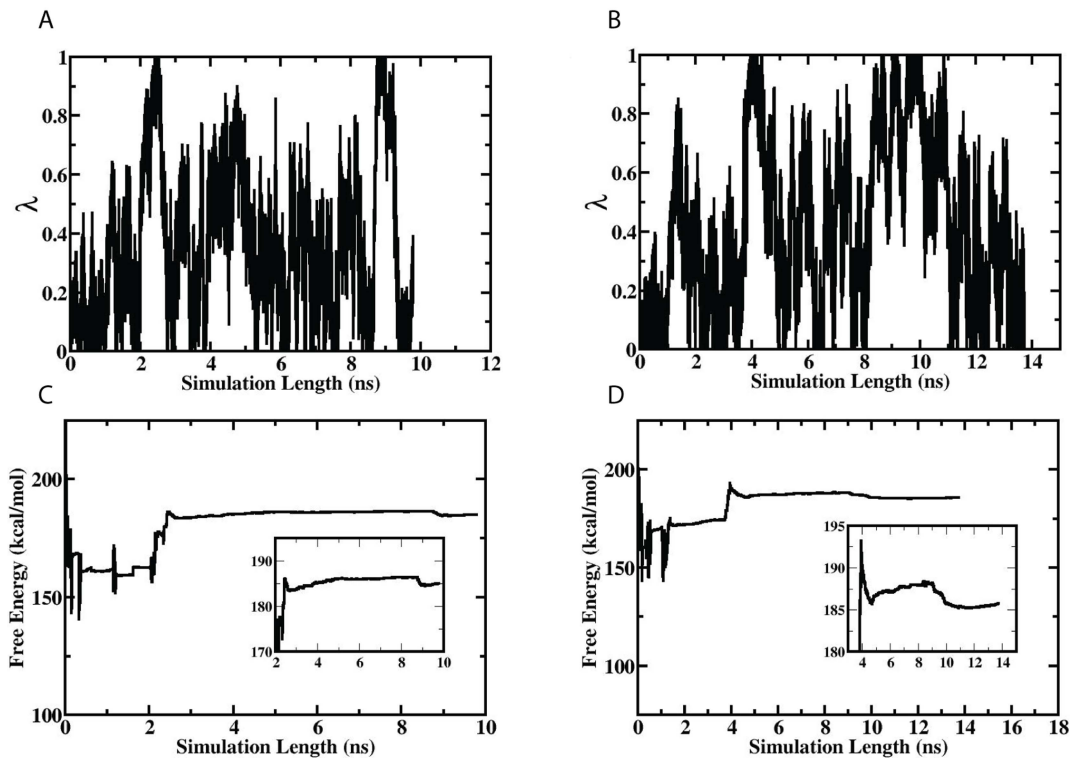 A
B
1
0.8
0.6
0.4
0.2
0
λ
0 2 4 6 8 10 12
Simulation Length (ns)
1
0.8
0.6
0.4
0.2
0
λ
0 2 4 6 8 10 12 14
Simulation Length (ns)
C
D
200
150
100
Free Energy (kcal/mol)
190
180
170
2 4 6 8 10
0 2 4 6 8 10
Simulation Length (ns)
200
150
100
Free Energy (kcal/mol)
195
190
185
180
4 6 8 10 12 14
0 2 4 6 8 10 12 14 16 18
Simulation Length (ns)